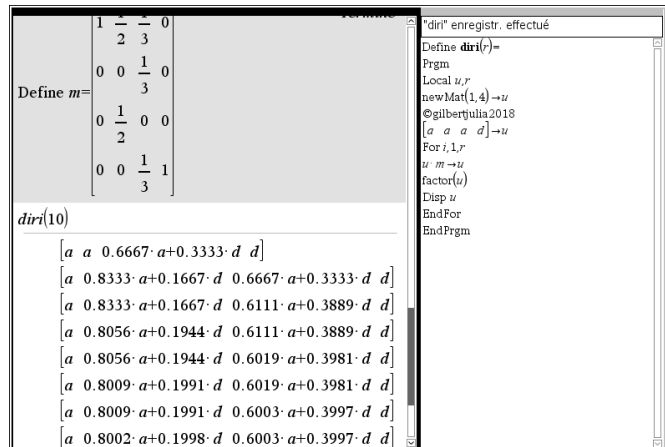 Define m=
1 1/2 1/3 0
0 0 1/3 0
0 1/2 0 0
0 0 1/3 1
diri(10)
[a a 0.6667·a+0.3333·d d]
[a 0.8333·a+0.1667·d 0.6667·a+0.3333·d d]
[a 0.8333·a+0.1667·d 0.6111·a+0.3889·d d]
[a 0.8056·a+0.1944·d 0.6111·a+0.3889·d d]
[a 0.8056·a+0.1944·d 0.6019·a+0.3981·d d]
[a 0.8009·a+0.1991·d 0.6019·a+0.3981·d d]
[a 0.8009·a+0.1991·d 0.6003·a+0.3997·d d]
[a 0.8002·a+0.1998·d 0.6003·a+0.3997·d d]
"diri" enregistr. effectué
Define diri(r)=
Prgm
Local u,r
newMat(1,4)→u
©gilbertjulia2018
[a a a d]→u
For i,1,r
u·m→u
factor(u)
Disp u
EndFor
EndPrgm